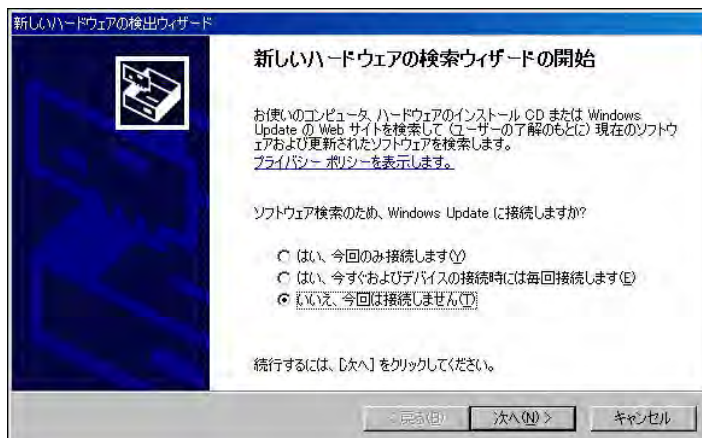 新しいハードウェアの検出ウィザード
新しいハードウェアの検索ウィザードの開始
お使いのコンピュータ、ハードウェアのインストール CD または Windows
Update の Web サイトを検索して (ユーザーの了解のもとに) 現在のソフトウ
ェアおよび更新されたソフトウェアを検索します。
プライバシー ポリシーを表示します。
ソフトウェア検索のため、Windows Update に接続しますか?
はい、今回のみ接続します(Y)
はい、今すぐおよびデバイスの接続時には毎回接続します(E)
いいえ、今回は接続しません(T)
続行するには、[次へ] をクリックしてください。
< 戻る(B)
次へ(N) >
キャンセル